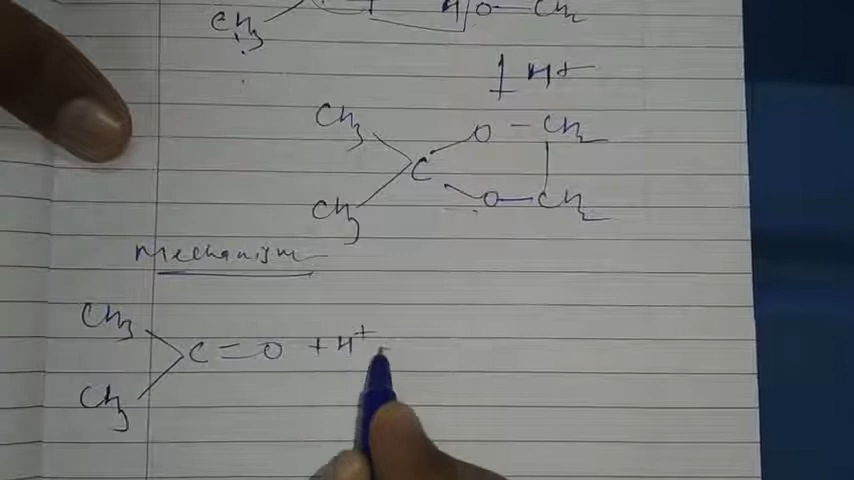 CH3 HO-CH2
↓ H+
CH3 O - CH2
C
CH3 O - CH2
Mechanism
CH3
C = O + H+
CH3